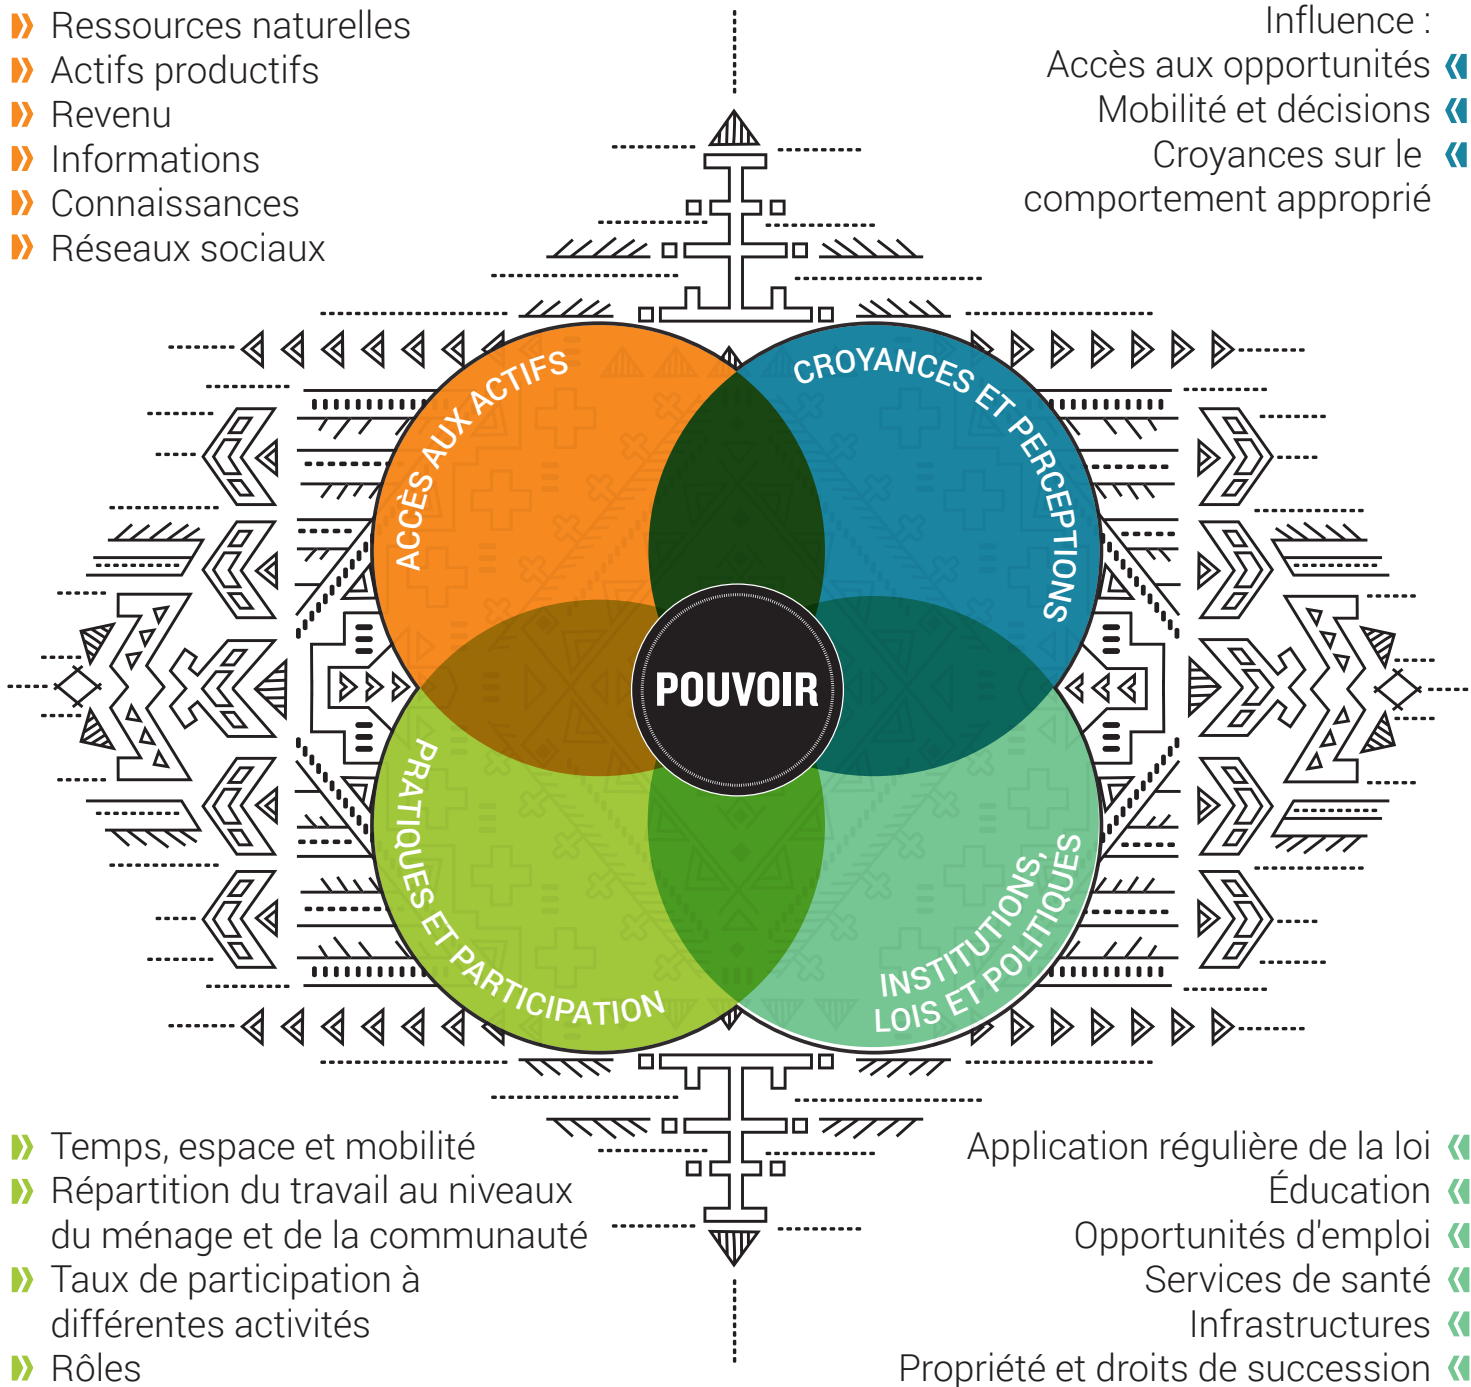 Ressources naturelles
Actifs productifs
Revenu
Informations
Connaissances
Réseaux sociaux
Influence :
Accès aux opportunités
Mobilité et décisions
Croyances sur le
comportement approprié
ACCÈS AUX ACTIFS
CROYANCES ET PERCEPTIONS
POUVOIR
PRATIQUES ET PARTICIPATION
INSTITUTIONS,
LOIS ET POLITIQUES
Temps, espace et mobilité
Répartition du travail au niveaux
du ménage et de la communauté
Taux de participation à
différentes activités
Rôles
Application régulière de la loi
Éducation
Opportunités d'emploi
Services de santé
Infrastructures
Propriété et droits de succession